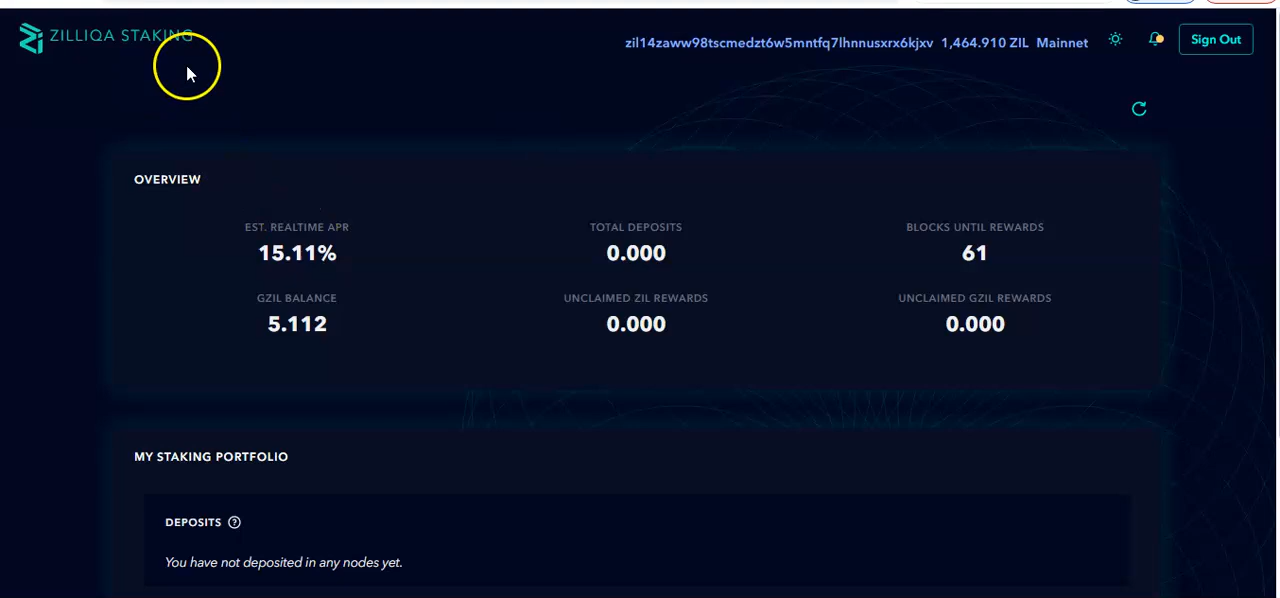 ZILLIQA STAKING
zil14zaww98tscmedzt6w5mntfq7lhnnusxrx6kjxv 1,464.910 ZIL Mainnet
Sign Out
OVERVIEW
EST. REALTIME APR TOTAL DEPOSITS BLOCKS UNTIL REWARDS
15.11% 0.000 61
GZIL BALANCE UNCLAIMED ZIL REWARDS UNCLAIMED GZIL REWARDS
5.112 0.000 0.000
MY STAKING PORTFOLIO
DEPOSITS ?
You have not deposited in any nodes yet.